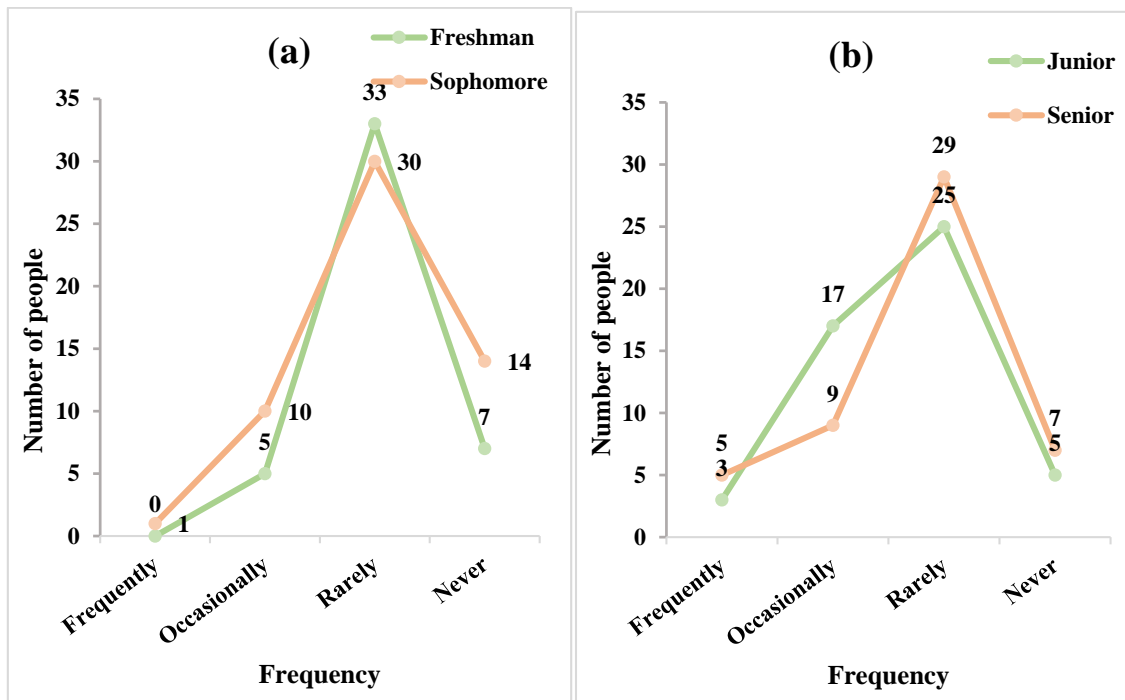 (a)
Freshman
Sophomore
33
35
30
30
25
20
15
14
10
10
7
5
5
0
1
0
Number of people
Frequently
Occasionally
Rarely
Never
Frequency
(b)
Junior
Senior
35
29
30
25
25
20
17
15
10
9
7
5
5
5
3
0
Number of people
Frequently
Occasionally
Rarely
Never
Frequency